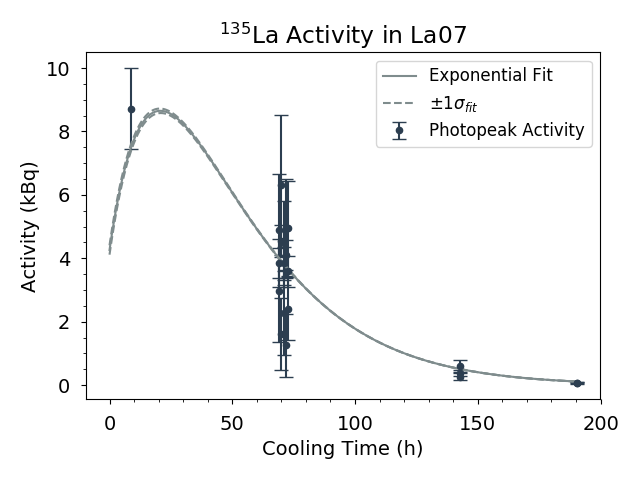 ¹³⁵La Activity in La07
Exponential Fit
±1σ_fit
Photopeak Activity
Activity (kBq)
10
8
6
4
2
0
0 50 100 150 200
Cooling Time (h)